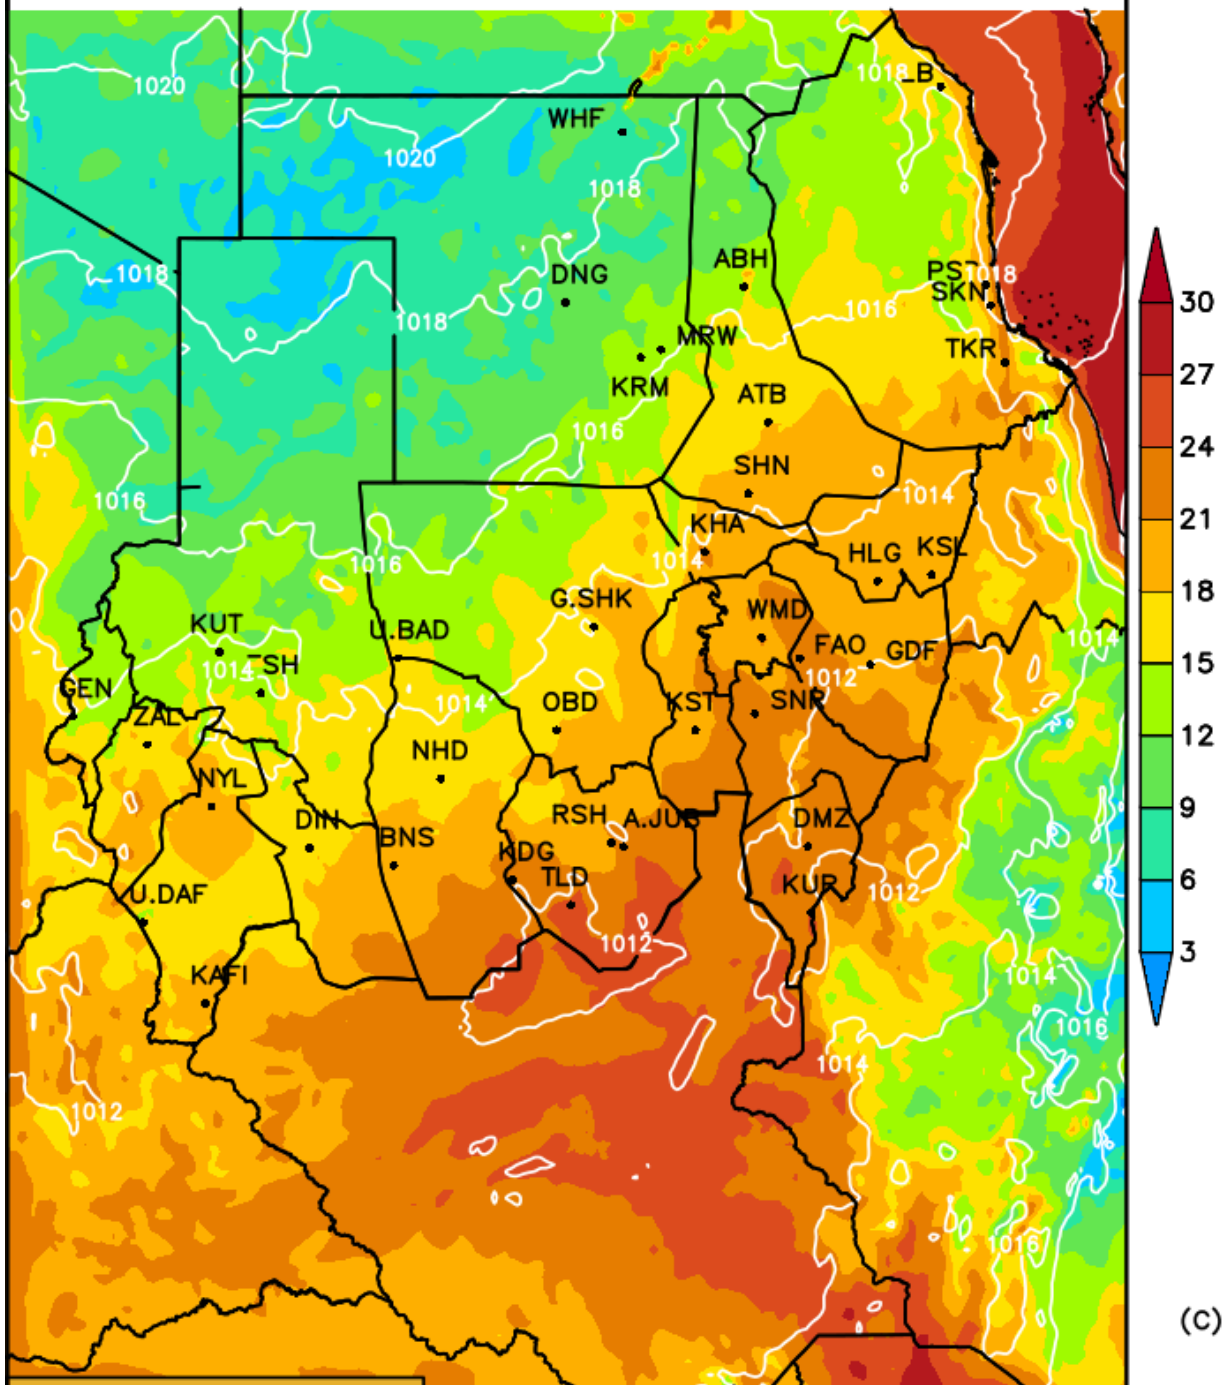 1018 _B
1020
WHF
1020
1018
ABH
1018
DNG
PS 1018
SKN
1016
1018
MRW
TKR
KRM
ATB
1016
SHN
1016
1014
KHA
HLG KSL
1014
1016
G.SHK
WMD
KUT
U.BAD
1014
FAO GDF
1014 FSH
1012
GEN
1014
OBD
KST
SNR
ZAL
NHD
NYL
RSH A.JUB
DMZ
DIN
BNS
KDG
TLD
KUR
1012
U.DAF
1012
KAFI
1014
1016
1014
1012
1016
30
27
24
21
18
15
12
9
6
3
(C)